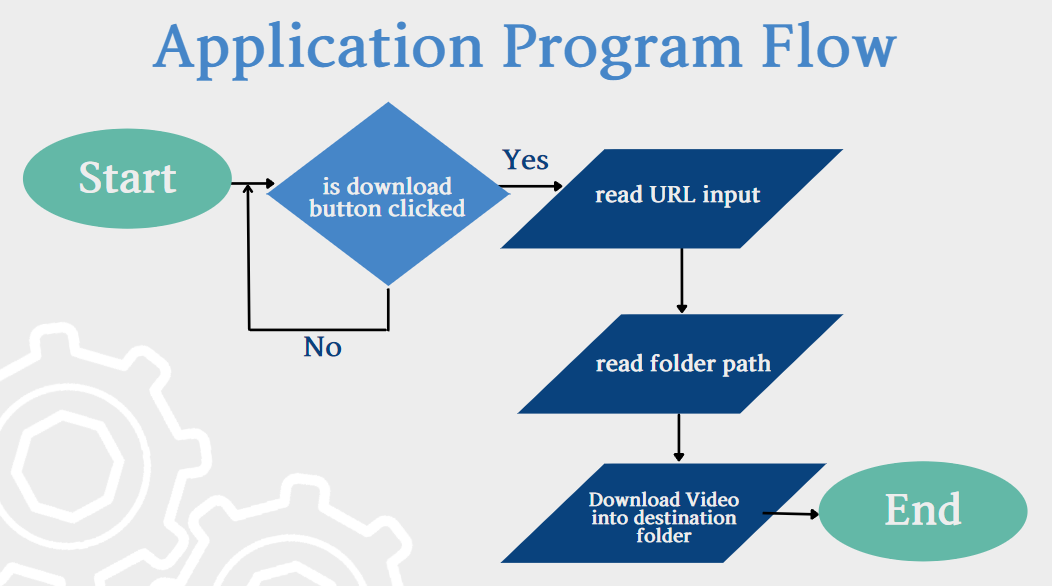 Application Program Flow
Start
is download
button clicked
Yes
No
read URL input
read folder path
Download Video
into destination
folder
End